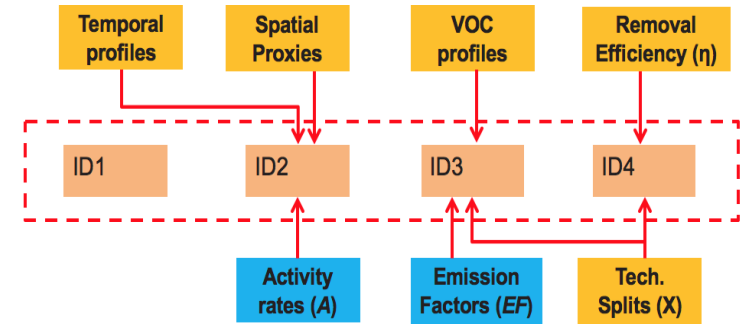 Temporal
profiles
Spatial
Proxies
VOC
profiles
Removal
Efficiency (η)
ID1
ID2
ID3
ID4
Activity
rates (A)
Emission
Factors (EF)
Tech.
Splits (X)